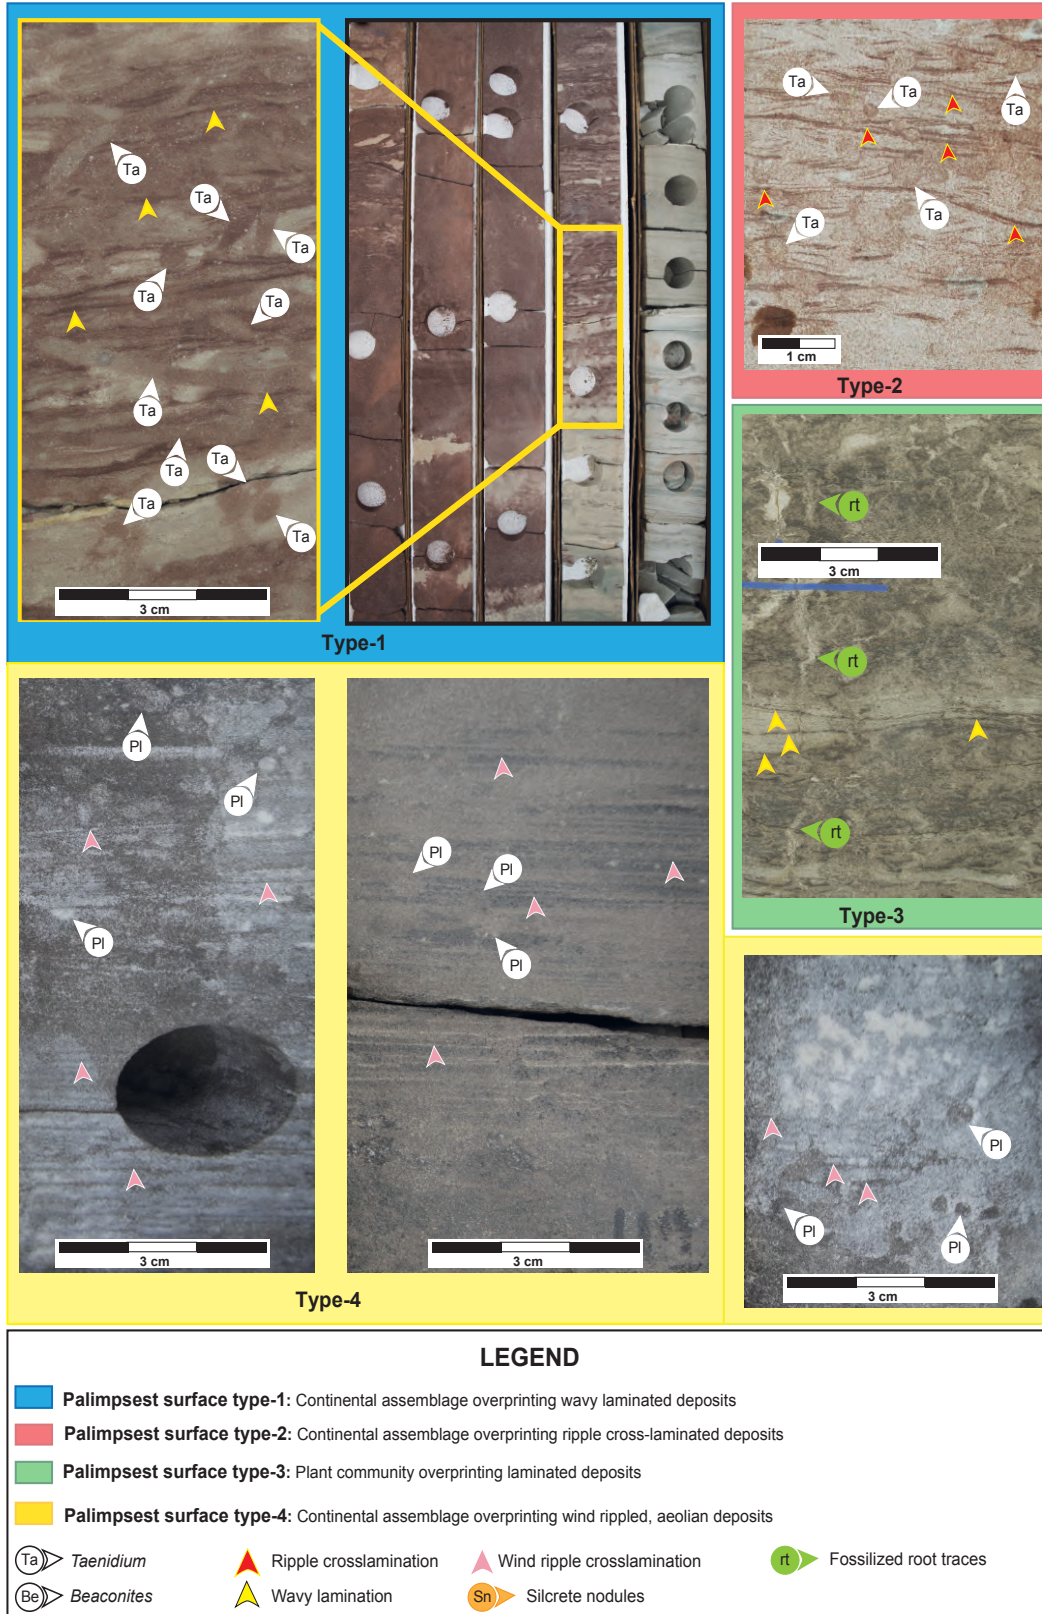 Ta
Ta
Ta
Ta
Ta
Ta
Ta
Ta
Ta
Ta
3 cm
Type-1
Ta
Ta
Ta
Ta
Ta
1 cm
Type-2
rt
3 cm
rt
rt
Type-3
Pl
Pl
Pl
3 cm
Pl
Pl
Pl
3 cm
Type-4
Pl
Pl
Pl
3 cm
LEGEND
Palimpsest surface type-1: Continental assemblage overprinting wavy laminated deposits
Palimpsest surface type-2: Continental assemblage overprinting ripple cross-laminated deposits
Palimpsest surface type-3: Plant community overprinting laminated deposits
Palimpsest surface type-4: Continental assemblage overprinting wind rippled, aeolian deposits
Ta Taenidium Ripple crosslamination Wind ripple crosslamination rt Fossilized root traces
Be Beaconites Wavy lamination Sn Silcrete nodules